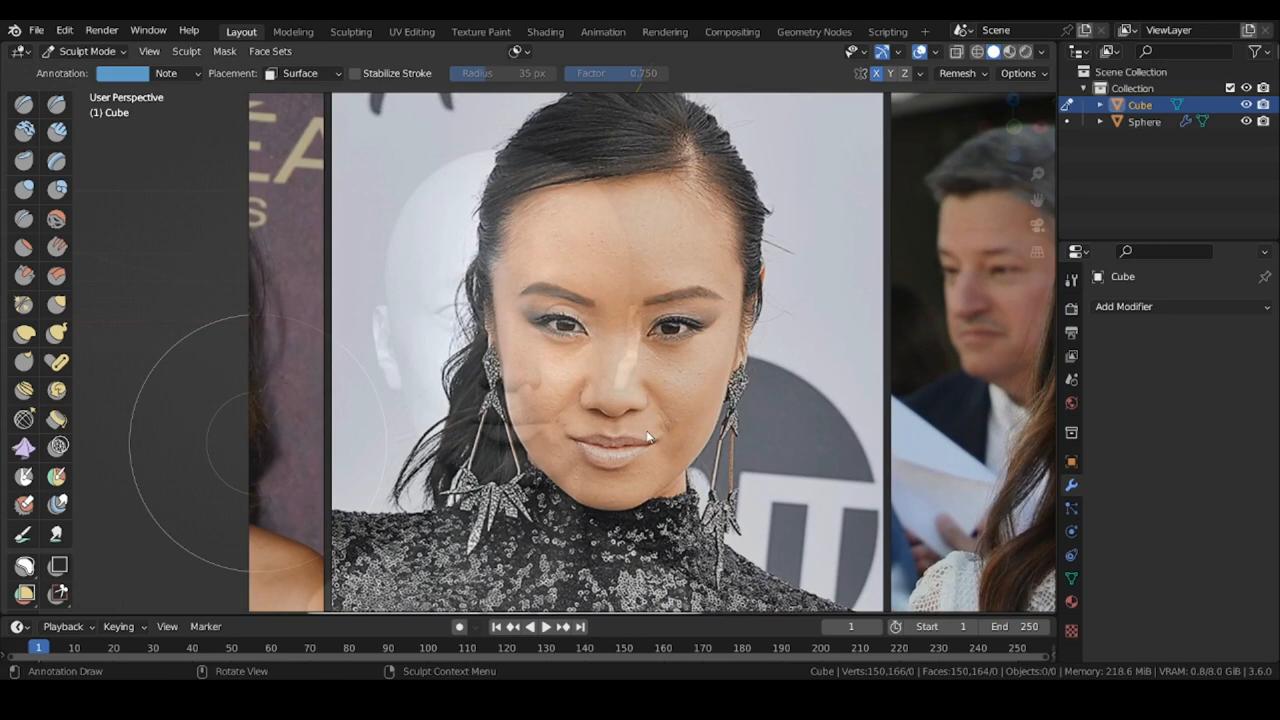 File Edit Render Window Help Layout Modeling Sculpting UV Editing Texture Paint Shading Animation Rendering Compositing Geometry Nodes Scripting + Scene ViewLayer
Sculpt Mode View Sculpt Mask Face Sets
Annotation: Note Placement: Surface Stabilize Stroke Radius 35 px Factor 0.750 X Y Z Remesh Options
Scene Collection
Collection
Cube
Sphere
User Perspective
(1) Cube
EA
S
Cube
Add Modifier
Playback Keying View Marker 1 Start 1 End 250
1 10 20 30 40 50 60 70 80 90 100 110 120 130 140 150 160 170 180 190 200 210 220 230 240 250
Annotation Draw Rotate View Sculpt Context Menu Cube | Verts:150,166/0 | Faces:150,164/0 | Objects:0/0 | Memory: 218.6 MiB | VRAM: 0.8/8.0 GiB | 3.6.0